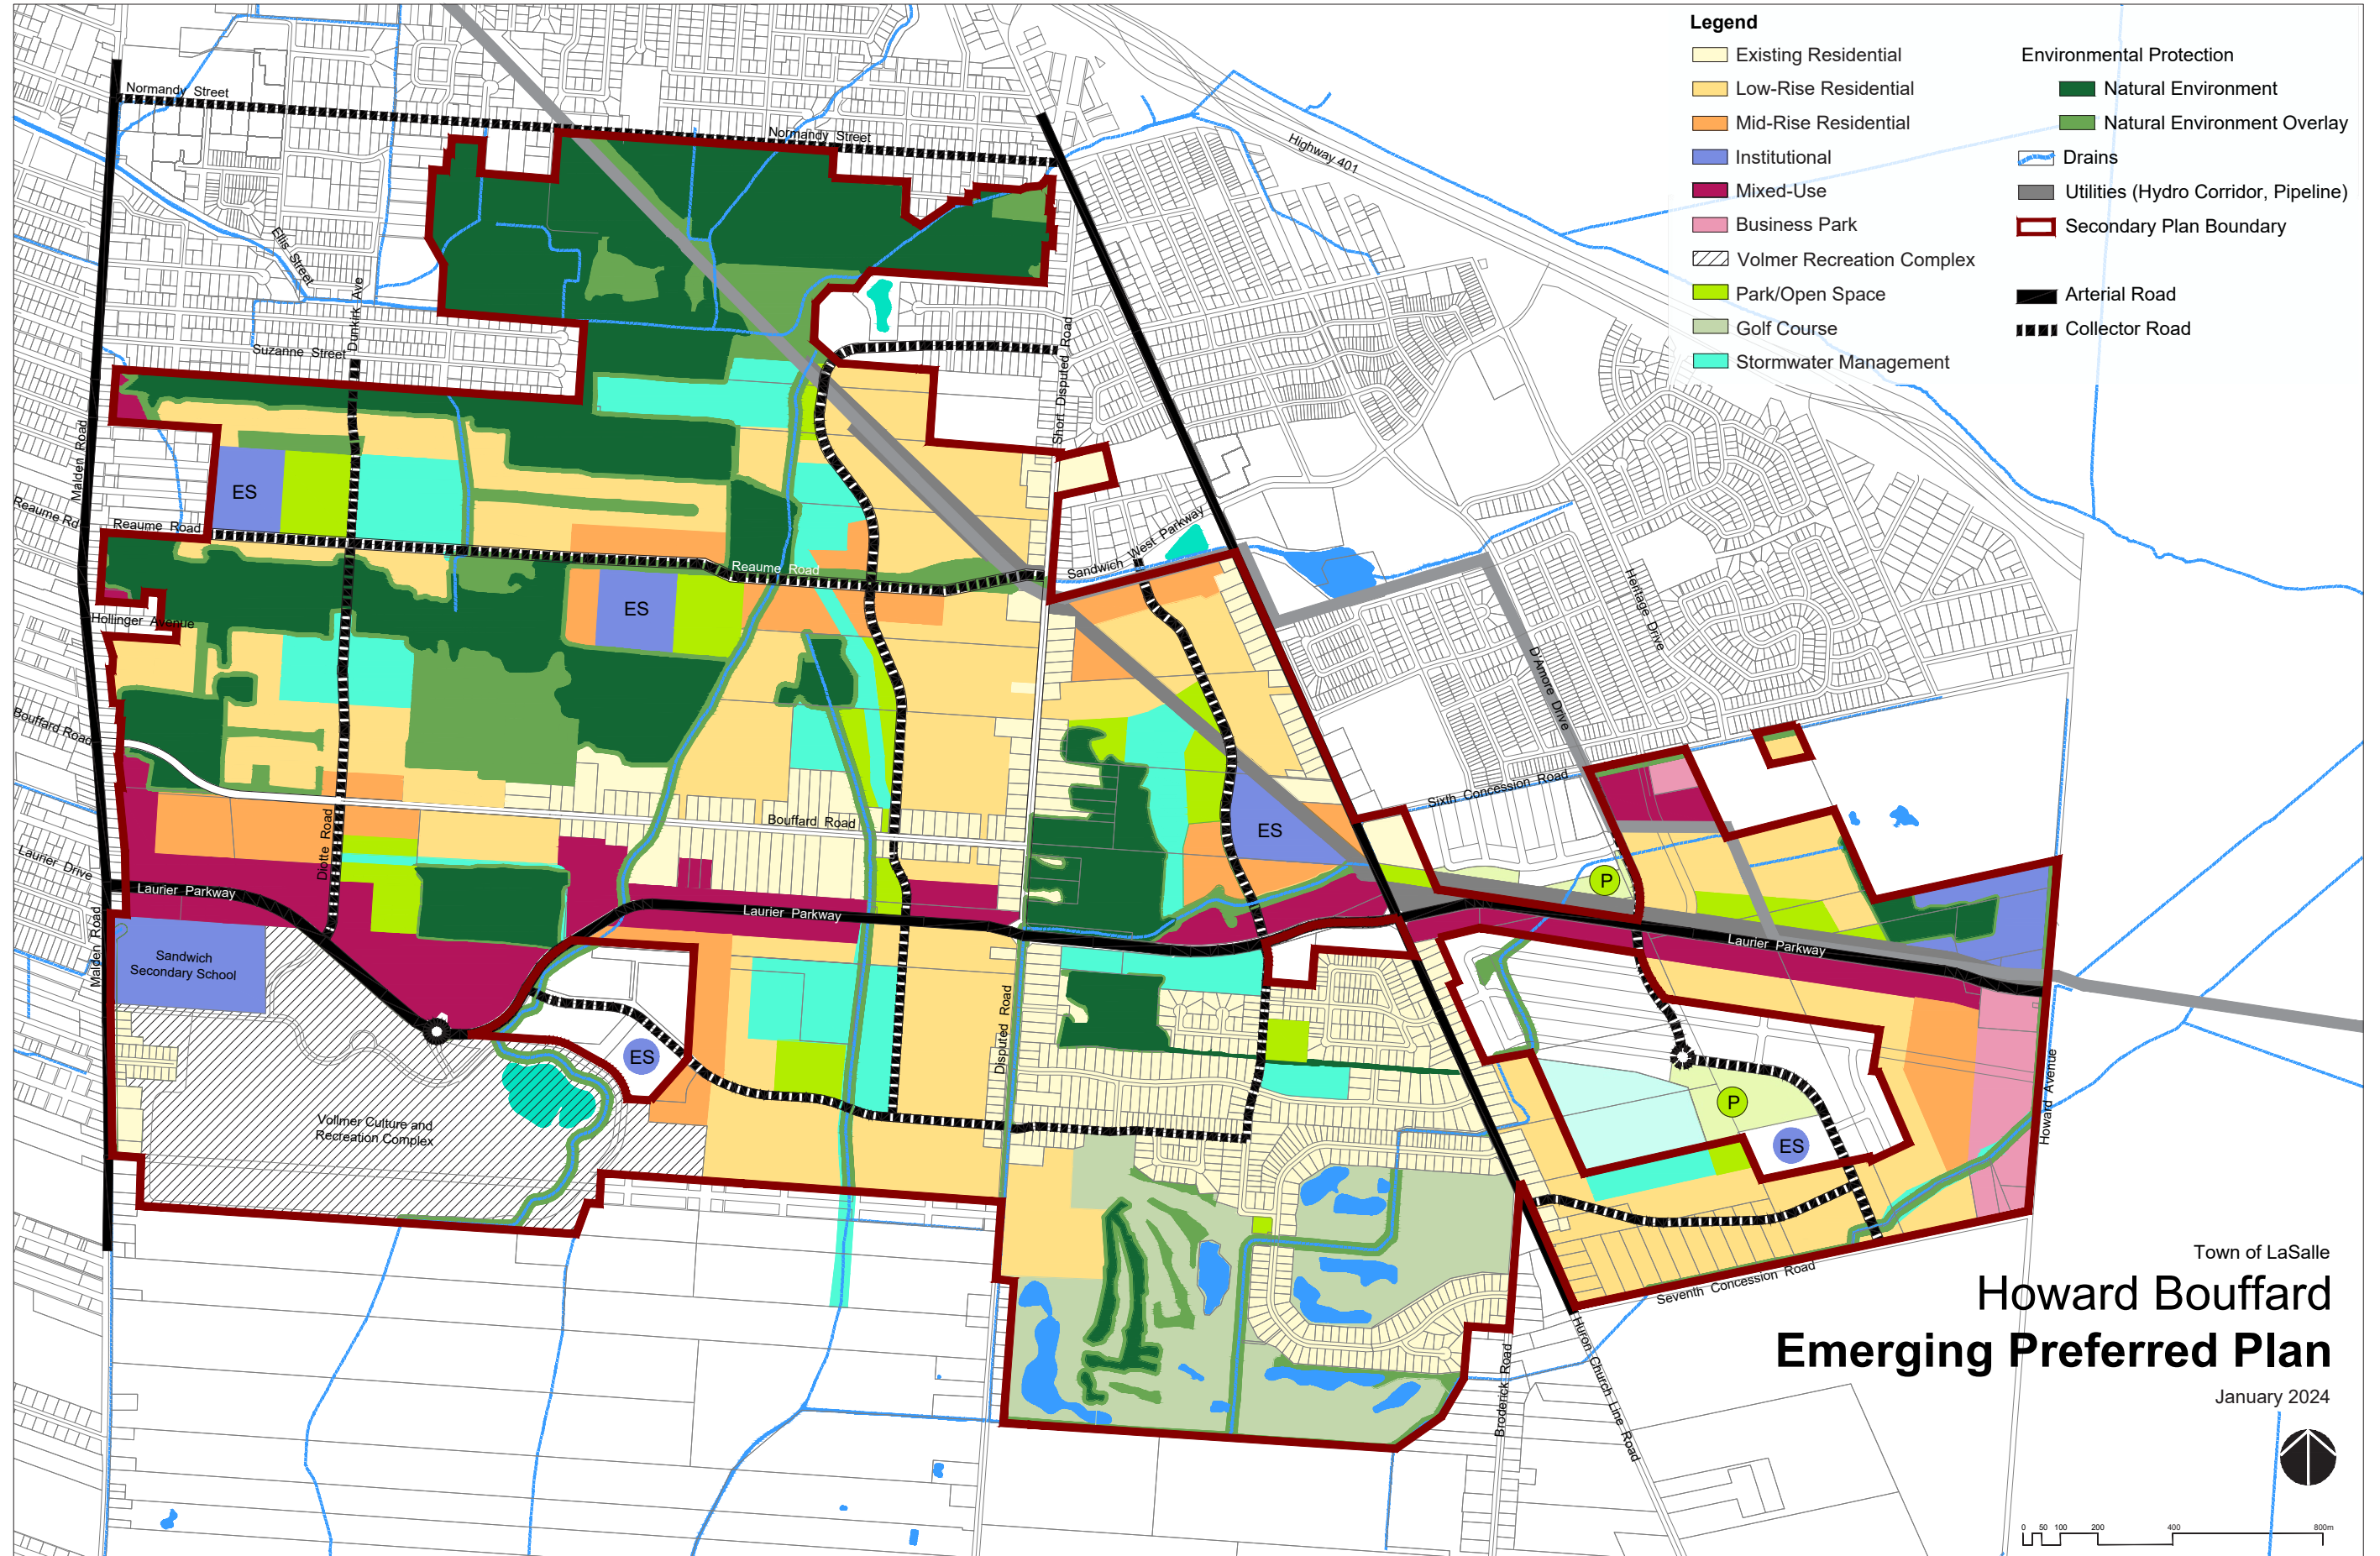 Legend
Existing Residential
Low-Rise Residential
Mid-Rise Residential
Institutional
Mixed-Use
Business Park
Volmer Recreation Complex
Park/Open Space
Golf Course
Stormwater Management
Environmental Protection
Natural Environment
Natural Environment Overlay
Drains
Utilities (Hydro Corridor, Pipeline)
Secondary Plan Boundary
Arterial Road
Collector Road
Normandy Street
Normandy Street
Highway 401
Ellis Street
Dunkirk Ave
Suzanne Street
Short Disputed Road
Malden Road
ES
Reaume Rd
Reaume Road
Reaume Road
Sandwich West Parkway
ES
Hollinger Avenue
Heritage Drive
D'Amore Drive
Bouffard Road
Sixth Concession Road
Bouffard Road
ES
Diotte Road
Laurier Drive
Laurier Parkway
Laurier Parkway
P
Laurier Parkway
Malden Road
Sandwich
Secondary School
Disputed Road
ES
Howard Avenue
P
Vollmer Culture and
Recreation Complex
ES
Seventh Concession Road
Huron Church Line Road
Broderick Road
Town of LaSalle
Howard Bouffard
Emerging Preferred Plan
January 2024
0 50 100 200 400 800m